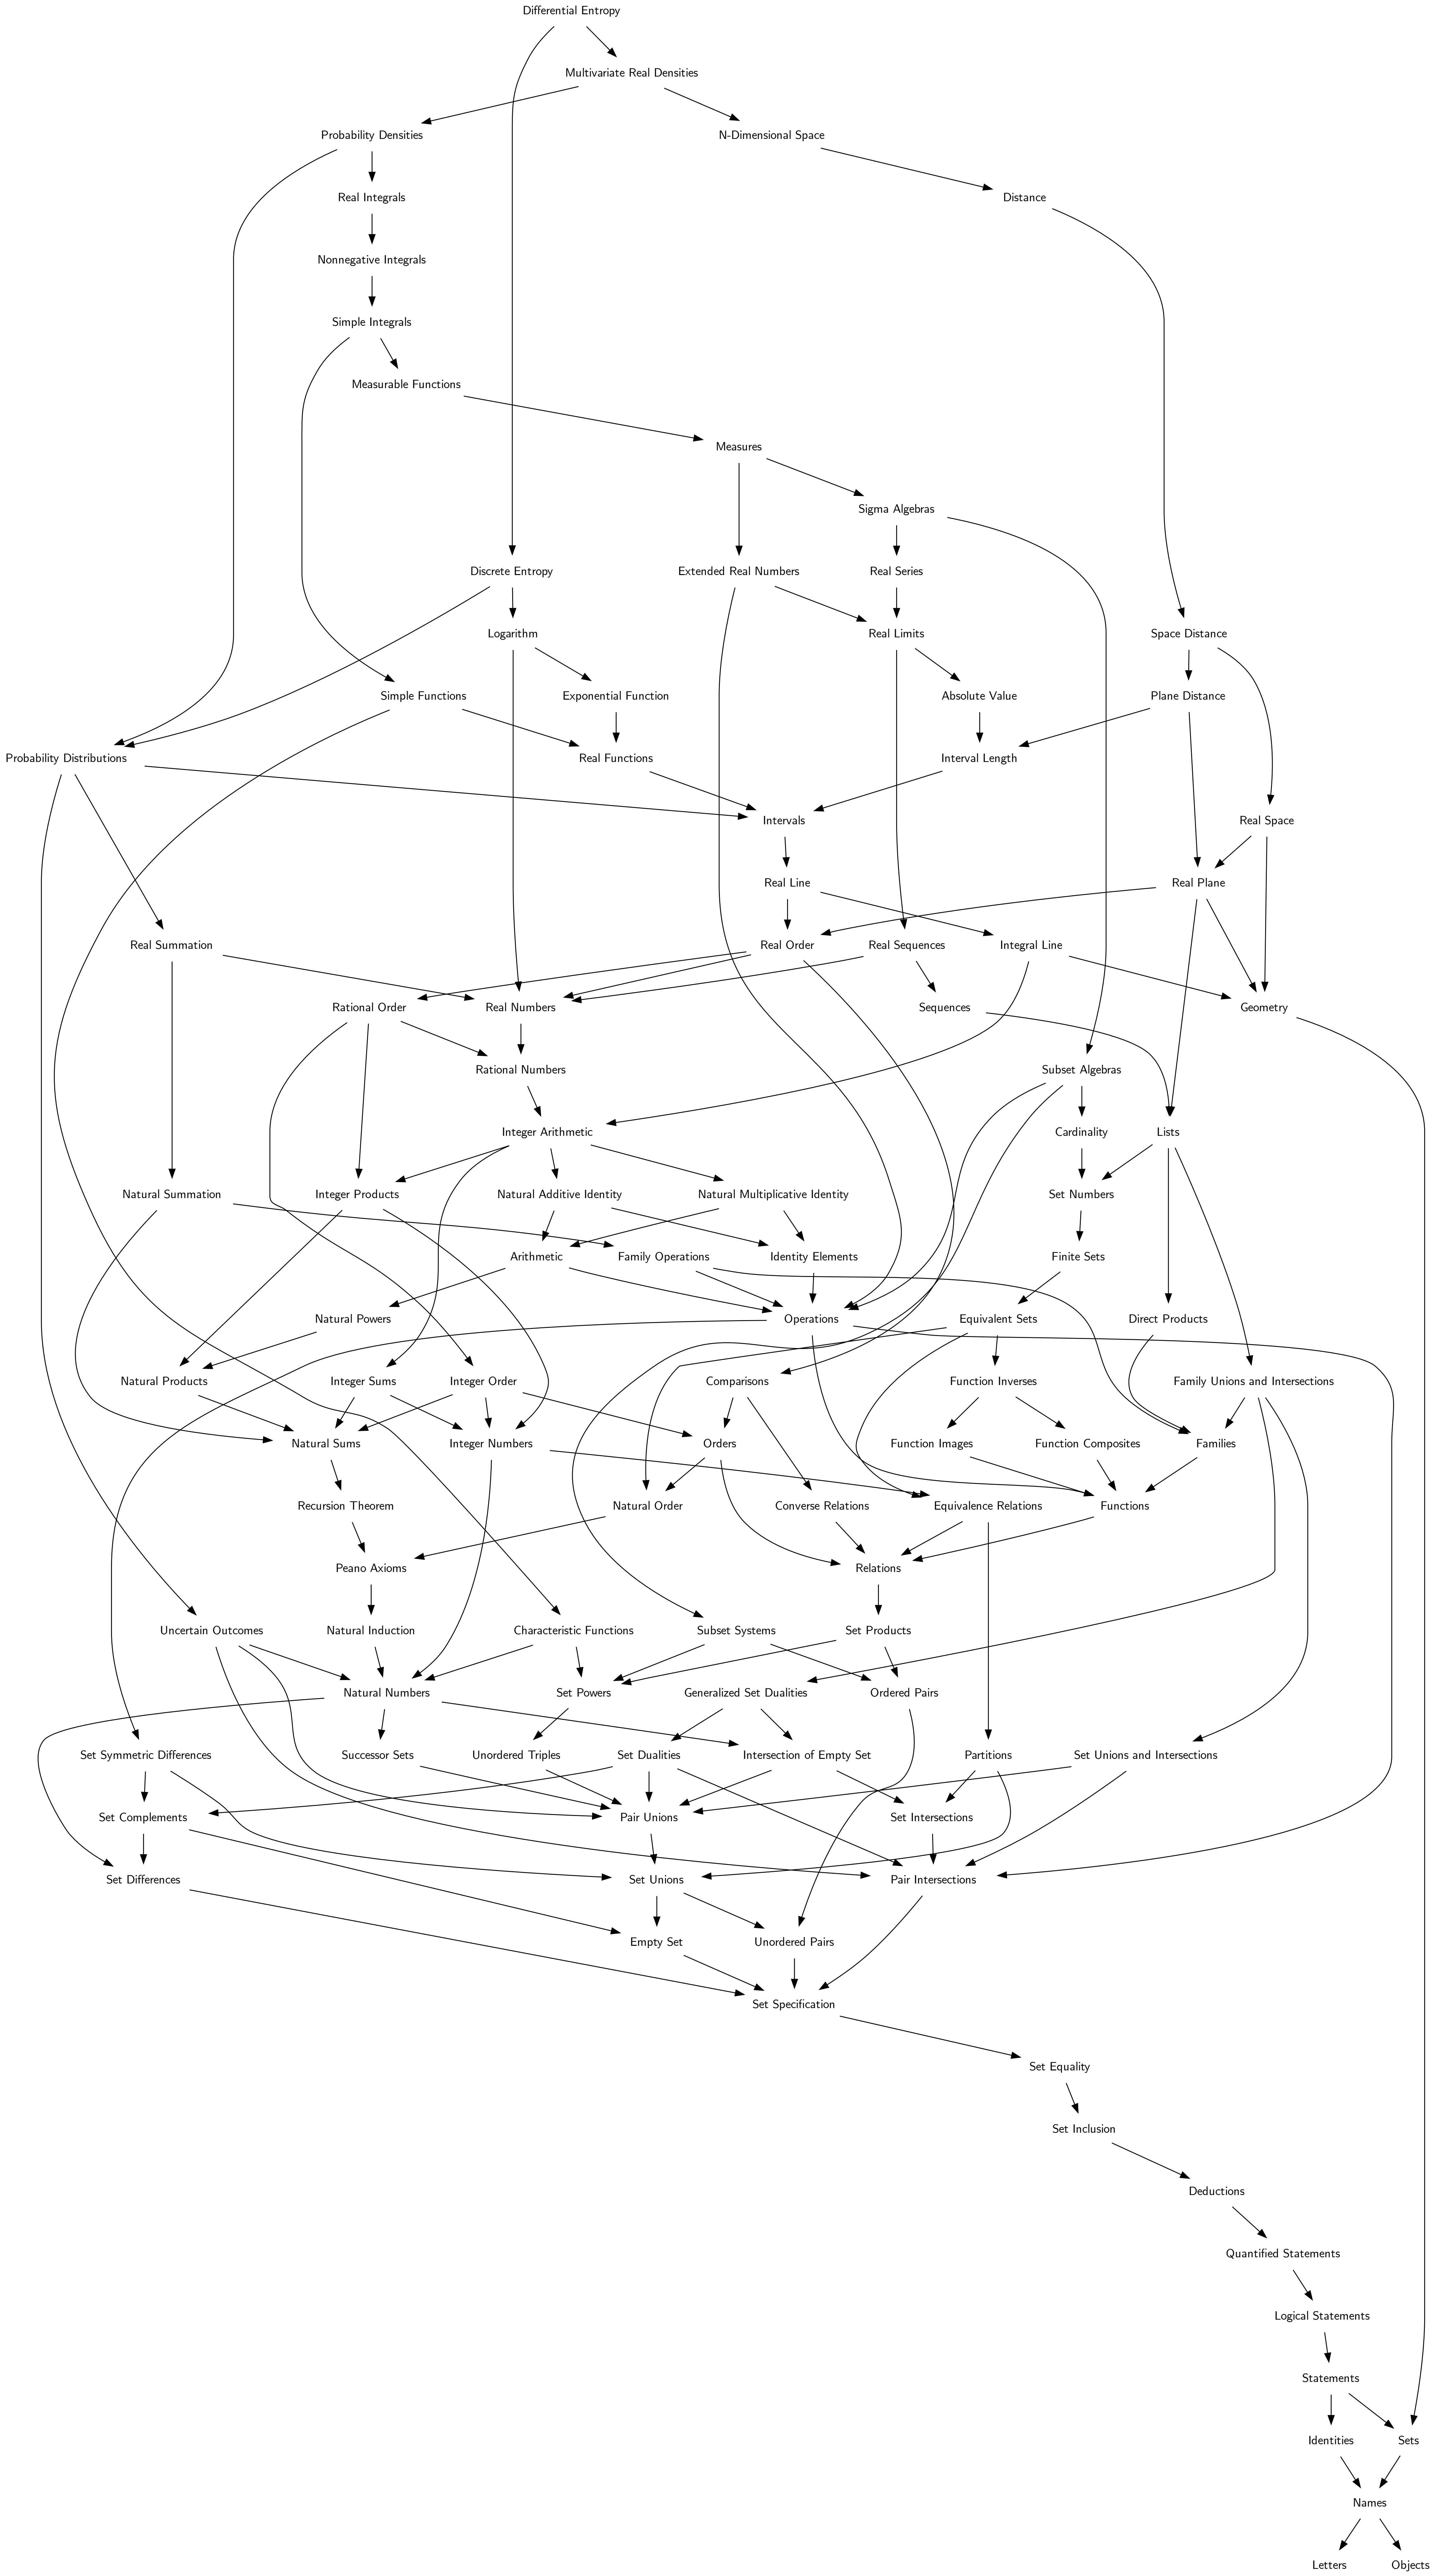 Differential Entropy
Multivariate Real Densities
Probability Densities
N-Dimensional Space
Real Integrals
Distance
Nonnegative Integrals
Simple Integrals
Measurable Functions
Measures
Sigma Algebras
Discrete Entropy
Extended Real Numbers
Real Series
Logarithm
Real Limits
Space Distance
Simple Functions
Exponential Function
Absolute Value
Plane Distance
Probability Distributions
Real Functions
Interval Length
Intervals
Real Space
Real Line
Real Plane
Real Summation
Real Order
Real Sequences
Integral Line
Rational Order
Real Numbers
Sequences
Geometry
Rational Numbers
Subset Algebras
Integer Arithmetic
Cardinality
Lists
Natural Summation
Integer Products
Natural Additive Identity
Natural Multiplicative Identity
Set Numbers
Arithmetic
Family Operations
Identity Elements
Finite Sets
Natural Powers
Operations
Equivalent Sets
Direct Products
Natural Products
Integer Sums
Integer Order
Comparisons
Function Inverses
Family Unions and Intersections
Natural Sums
Integer Numbers
Orders
Function Images
Function Composites
Families
Recursion Theorem
Natural Order
Converse Relations
Equivalence Relations
Functions
Peano Axioms
Relations
Uncertain Outcomes
Natural Induction
Characteristic Functions
Subset Systems
Set Products
Natural Numbers
Set Powers
Generalized Set Dualities
Ordered Pairs
Set Symmetric Differences
Successor Sets
Unordered Triples
Set Dualities
Intersection of Empty Set
Partitions
Set Unions and Intersections
Set Complements
Pair Unions
Set Intersections
Set Differences
Set Unions
Pair Intersections
Empty Set
Unordered Pairs
Set Specification
Set Equality
Set Inclusion
Deductions
Quantified Statements
Logical Statements
Statements
Identities
Sets
Names
Letters
Objects